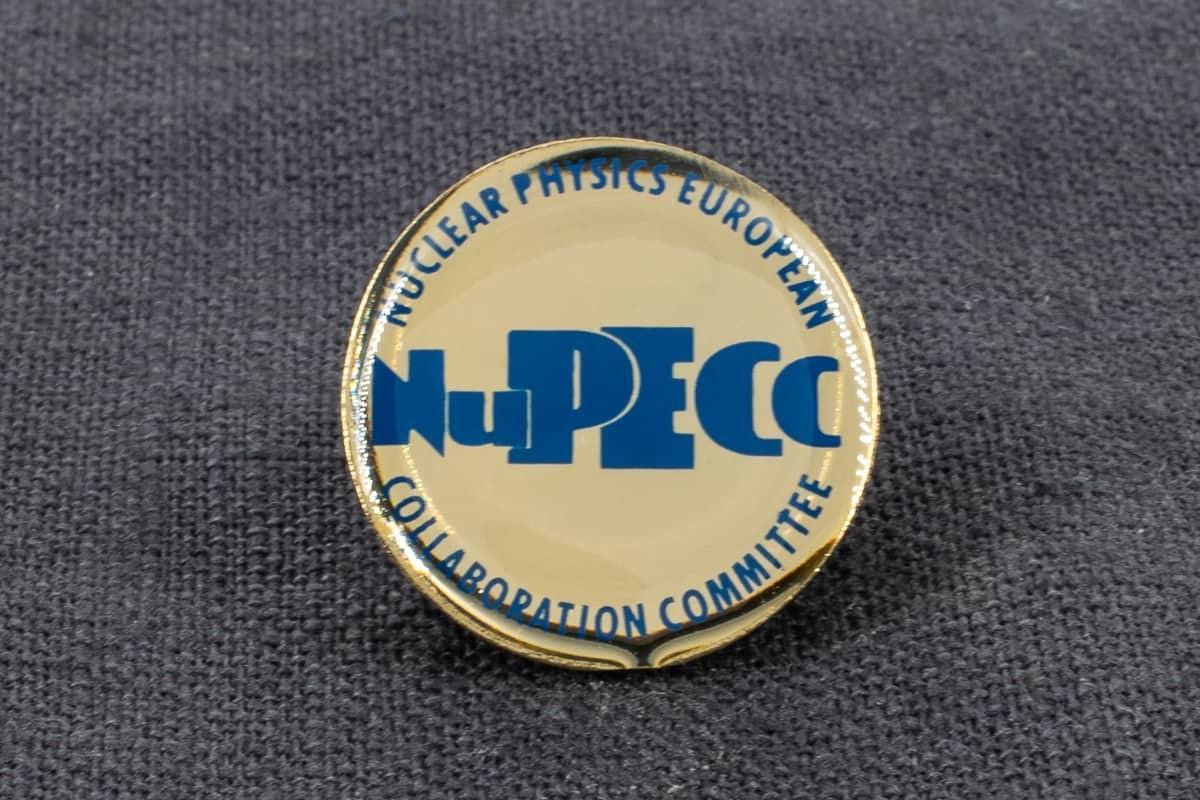 NUCLEAR PHYSICS EUROPEAN
NuPECC
COLLABORATION COMMITTEE